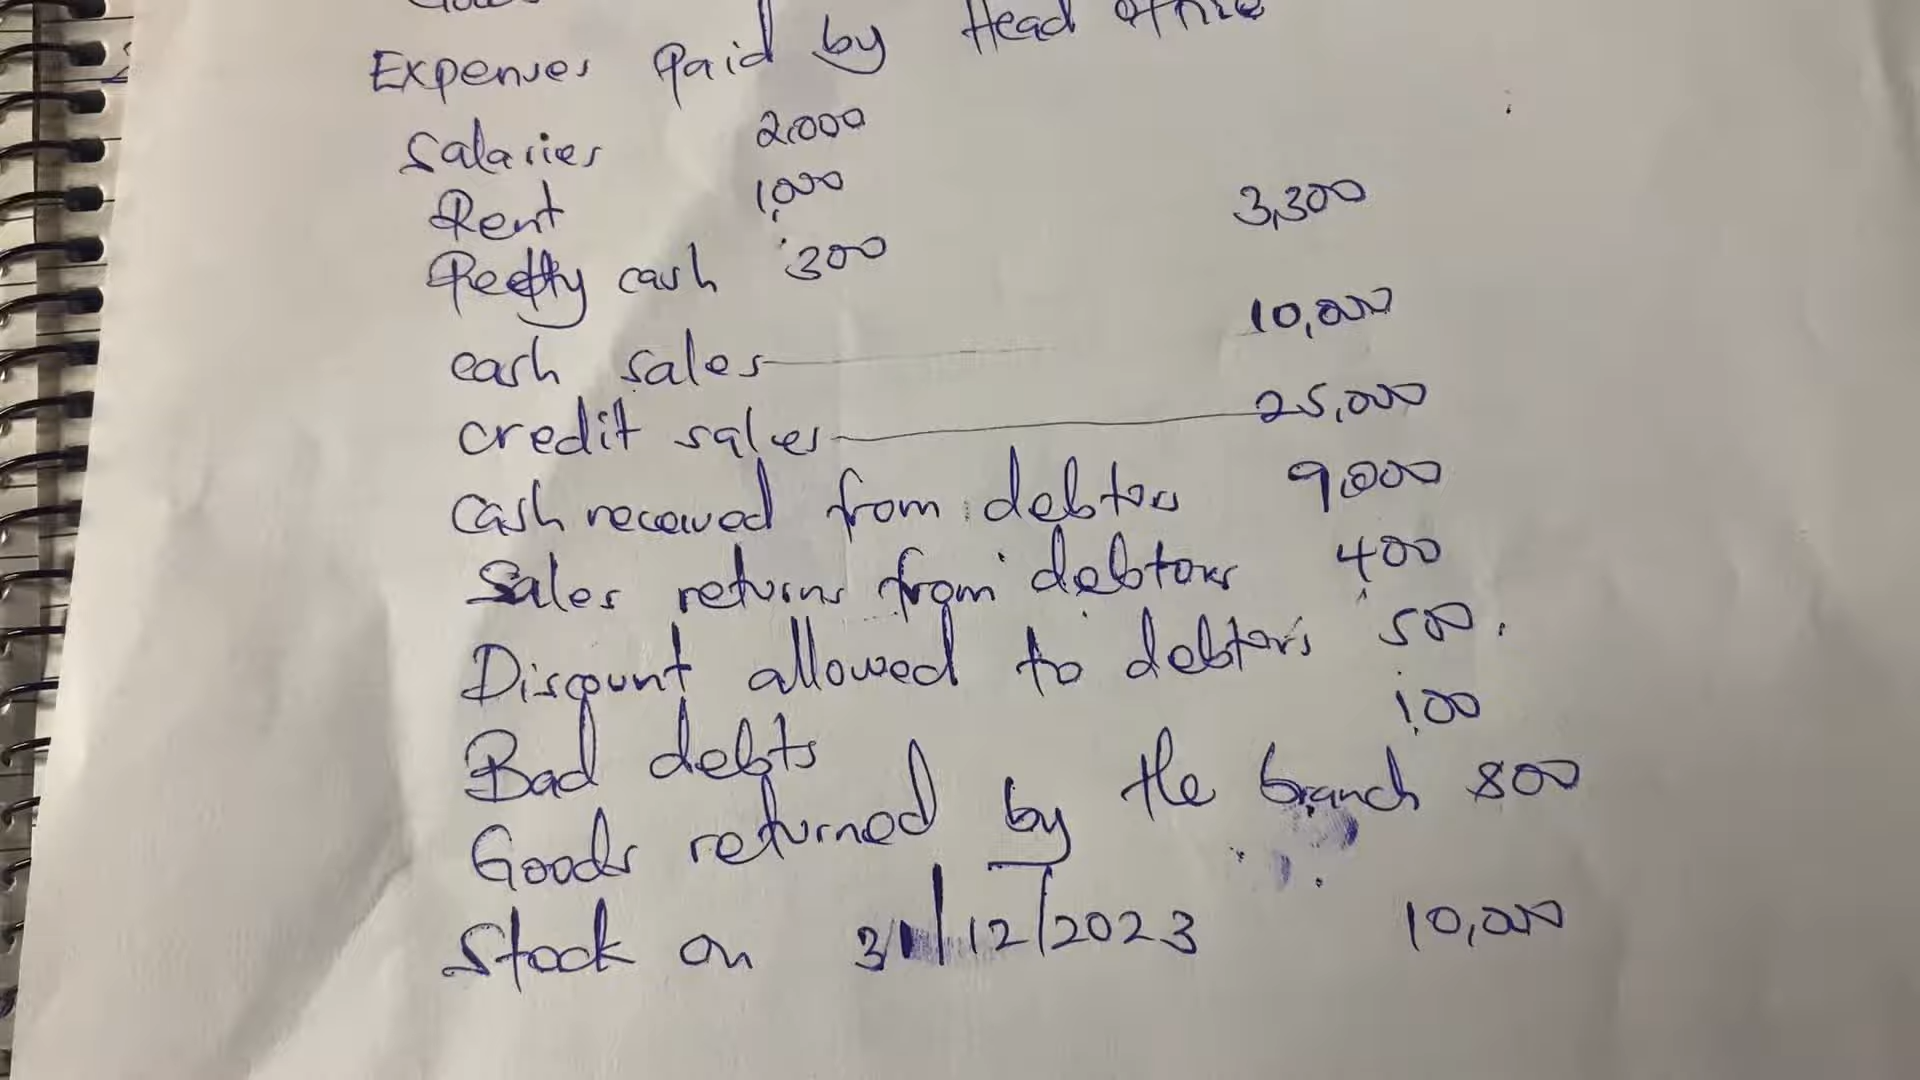 Expenses Paid by Head office
Salaries 2,000
Rent 1,000 3,300
Petty cash 300
cash sales 10,000
credit sales 25,000
Cash received from debtors 9,000
Sales returns from debtors 400
Discount allowed to debtors 500
Bad debts 100
Goods returned by the branch 800
Stock on 31/12/2023 10,000